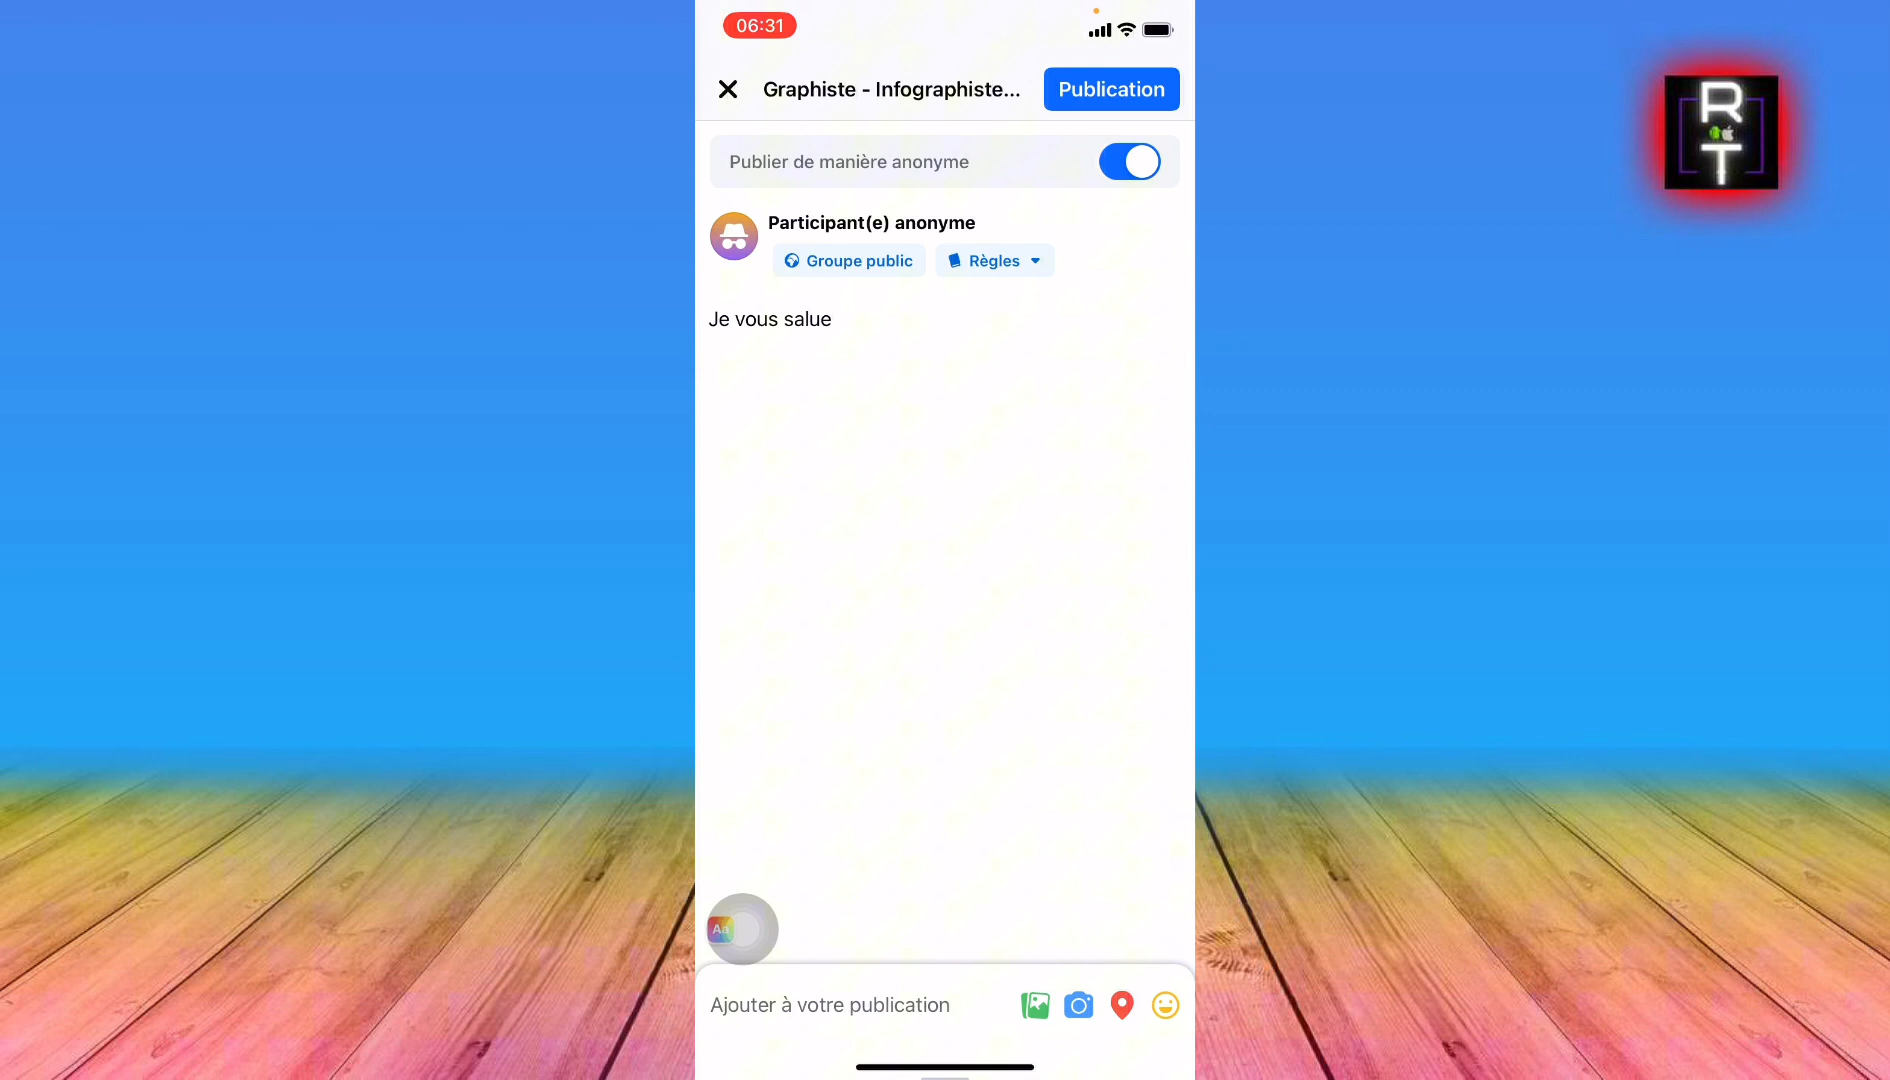 06:31
Graphiste - Infographiste...
Publication
Publier de manière anonyme
Participant(e) anonyme
Groupe public
Règles
Je vous salue
Aa
Ajouter à votre publication
R
T